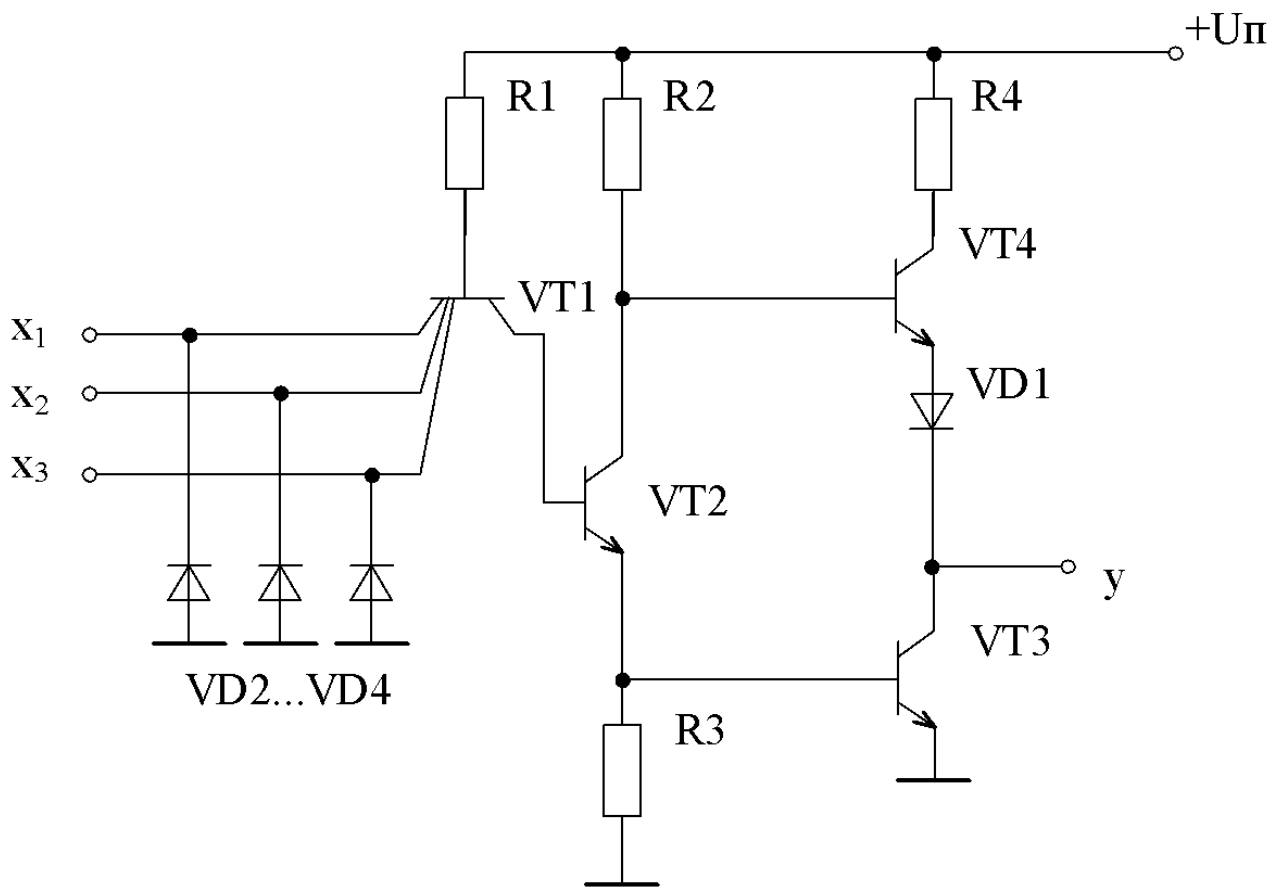 +Uп
R1
R2
R4
VT4
VT1
x₁
VD1
x₂
x₃
VT2
y
VT3
VD2...VD4
R3